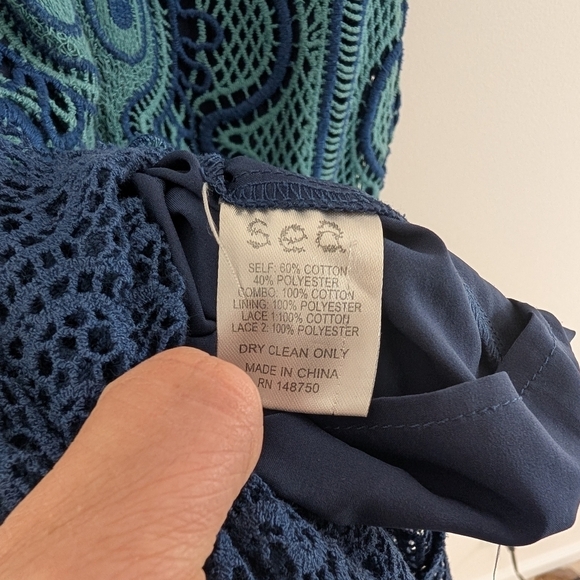 sea
SELF: 60% COTTON
40% POLYESTER
COMBO: 100% COTTON
LINING: 100% POLYESTER
LACE 1:100% COTTON
LACE 2: 100% POLYESTER
DRY CLEAN ONLY
MADE IN CHINA
RN 148750